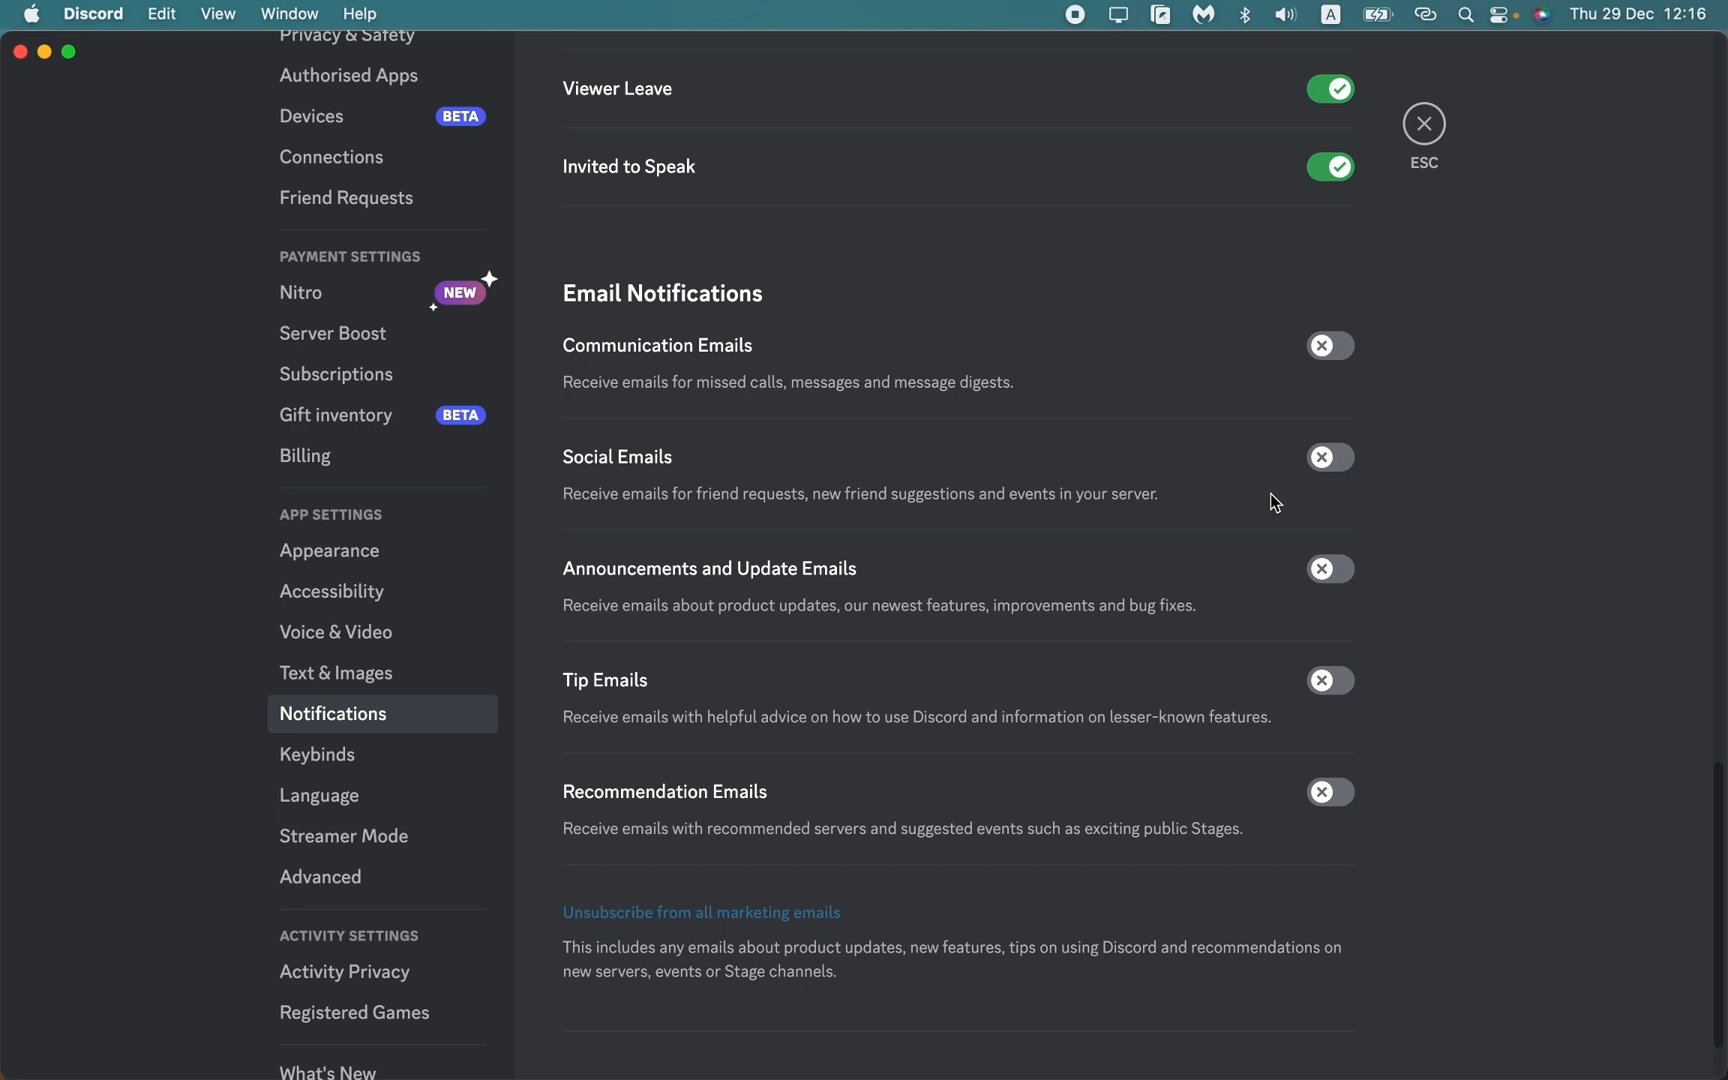 Discord Edit View Window Help A Thu 29 Dec 12:16
Privacy & Safety
Authorised Apps
Devices BETA
Connections
Friend Requests
PAYMENT SETTINGS
Nitro NEW
Server Boost
Subscriptions
Gift inventory BETA
Billing
APP SETTINGS
Appearance
Accessibility
Voice & Video
Text & Images
Notifications
Keybinds
Language
Streamer Mode
Advanced
ACTIVITY SETTINGS
Activity Privacy
Registered Games
What's New
Viewer Leave
Invited to Speak
Email Notifications
Communication Emails
Receive emails for missed calls, messages and message digests.
Social Emails
Receive emails for friend requests, new friend suggestions and events in your server.
Announcements and Update Emails
Receive emails about product updates, our newest features, improvements and bug fixes.
Tip Emails
Receive emails with helpful advice on how to use Discord and information on lesser-known features.
Recommendation Emails
Receive emails with recommended servers and suggested events such as exciting public Stages.
Unsubscribe from all marketing emails
This includes any emails about product updates, new features, tips on using Discord and recommendations on
new servers, events or Stage channels.
ESC